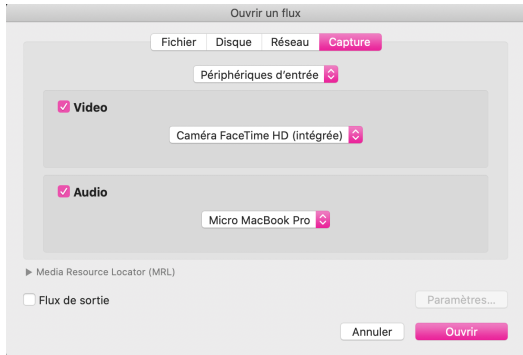 Ouvrir un flux
Fichier Disque Réseau Capture
Périphériques d'entrée
Video
Caméra FaceTime HD (intégrée)
Audio
Micro MacBook Pro
Media Resource Locator (MRL)
Flux de sortie Paramètres...
Annuler Ouvrir